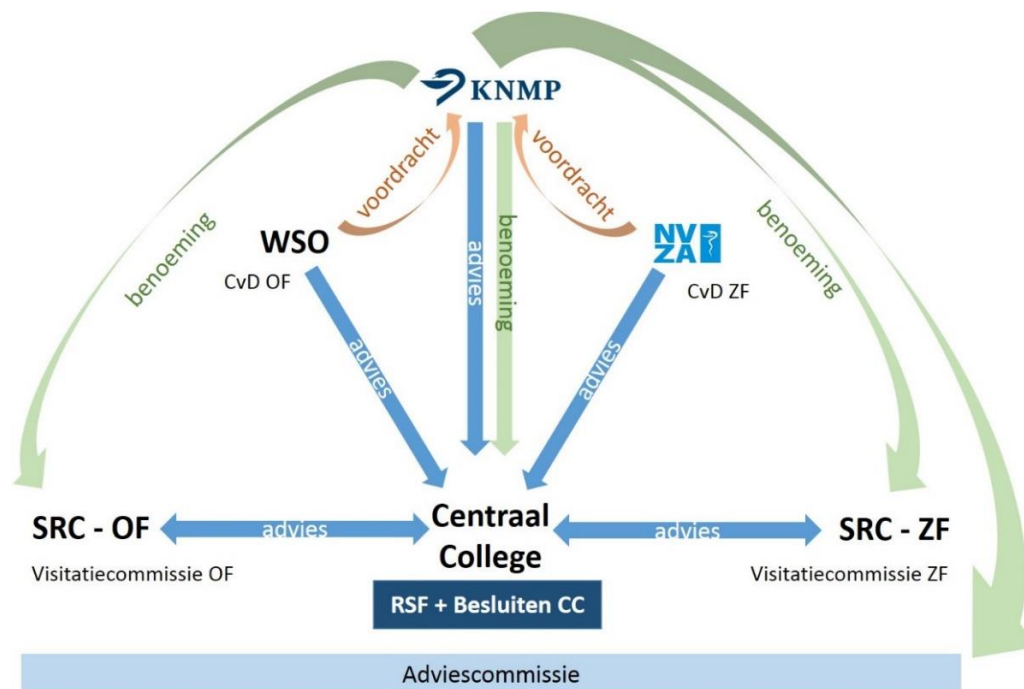 KNMP
voordracht
voordracht
benoeming
advies
benoeming
benoeming
WSO
CvD OF
NV
ZA
CvD ZF
advies
advies
SRC - OF
advies
Centraal
College
advies
SRC - ZF
Visitatiecommissie OF
Visitatiecommissie ZF
RSF + Besluiten CC
Adviescommissie